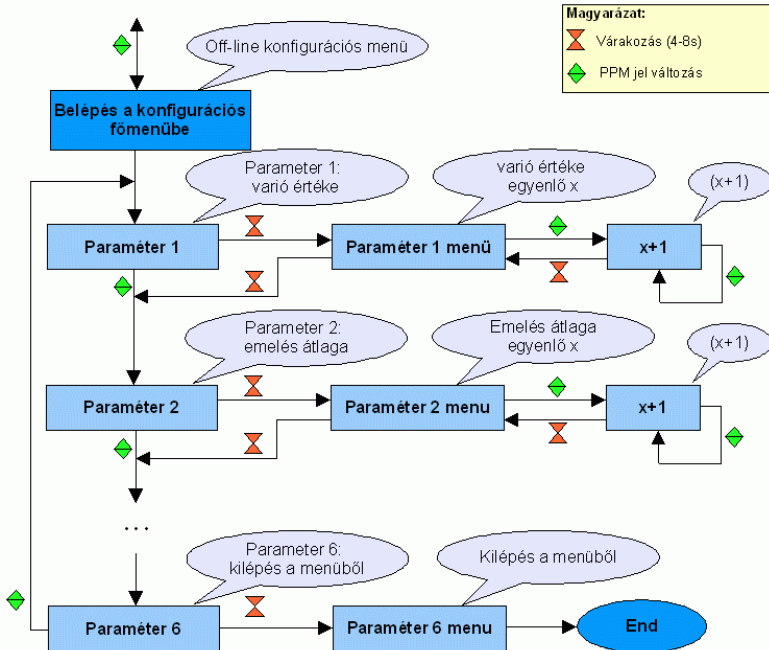 Magyarázat:
Várakozás (4-8s)
PPM jel változás
Off-line konfigurációs menü
Belépés a konfigurációs
főmenübe
Parameter 1:
varió értéke
varió értéke
egyenlő x
(x+1)
Paraméter 1
Paraméter 1 menü
x+1
Parameter 2:
emelés átlaga
Emelés átlaga
egyenlő x
(x+1)
Paraméter 2
Paraméter 2 menu
x+1
...
Parameter 6:
kilépés a menüből
Kilépés a menüből
Paraméter 6
Paraméter 6 menu
End